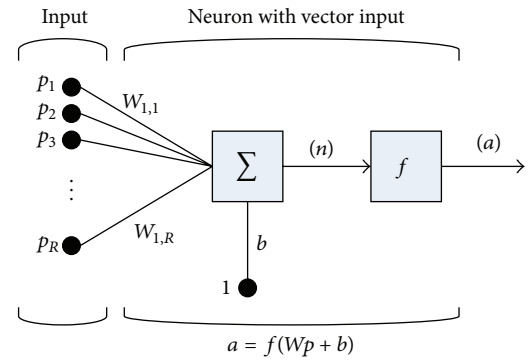 Input
Neuron with vector input
p1
p2
p3
⋮
pR
W1,1
W1,R
∑
(n)
f
(a)
b
1
a = f(Wp + b)